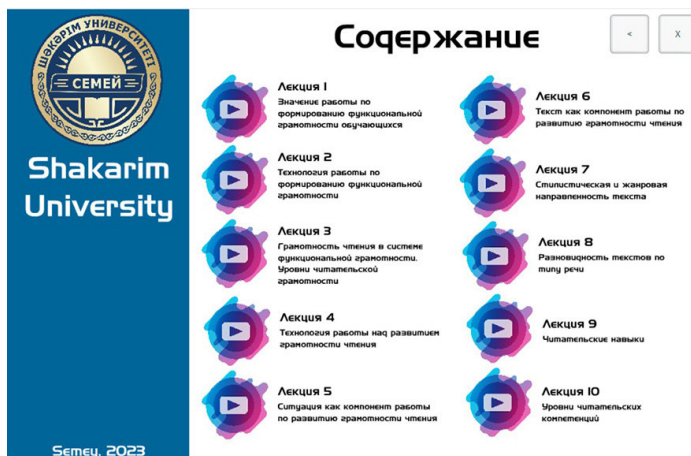 ШӘКӘРІМ УНИВЕРСИТЕТІ
СЕМЕЙ
Shakarim
University
Semey, 2023
Содержание
<
X
Лекция 1
Значение работы по
формированию функциональной
грамотности обучающихся
Лекция 2
Технология работы по
формированию функциональной
грамотности
Лекция 3
Грамотность чтения в системе
функциональной грамотности.
Уровни читательской
грамотности
Лекция 4
Технология работы над развитием
грамотности чтения
Лекция 5
Ситуация как компонент работы
по развитию грамотности чтения
Лекция 6
Текст как компонент работы по
развитию грамотности чтения
Лекция 7
Стилистическая и жанровая
направленность текста
Лекция 8
Разновидность текстов по
типу речи
Лекция 9
Читательские навыки
Лекция 10
Уровни читательских
компетенций